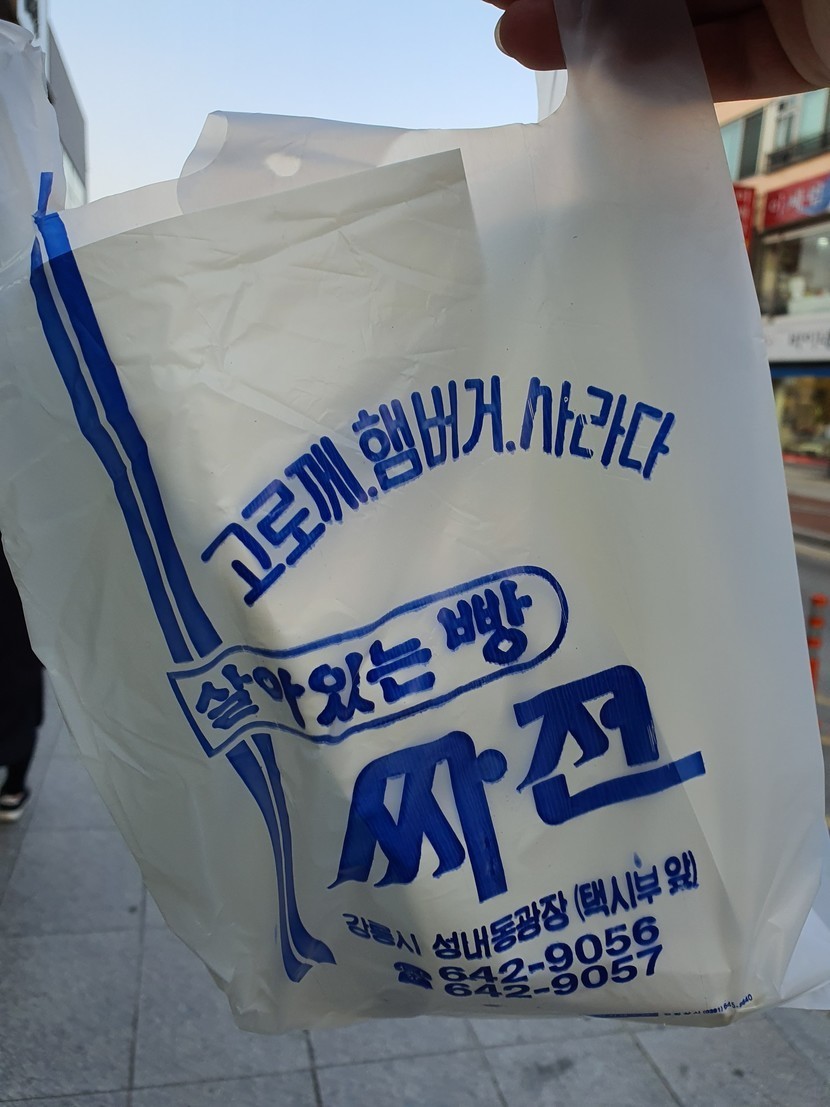 고로께.햄버거.사라다
살아있는 빵
싸전
강릉시 성내동광장 (택시부 앞)
☎ 642-9056
642-9057